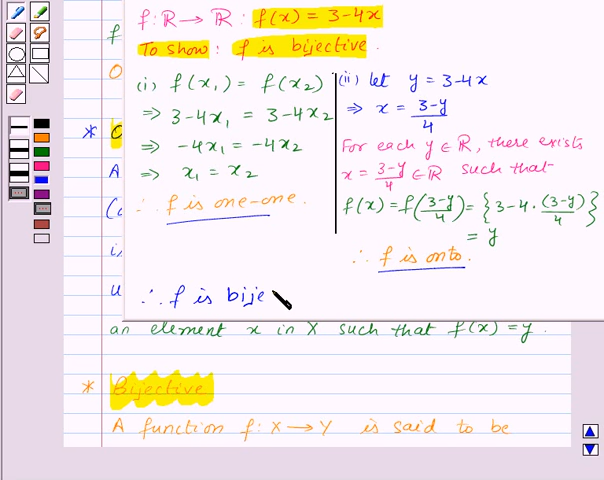 f: ℝ → ℝ : f(x) = 3-4x
To show : f is bijective.
(i) f(x₁) = f(x₂)
⇒ 3-4x₁ = 3-4x₂
⇒ -4x₁ = -4x₂
⇒ x₁ = x₂
∴ f is one-one.
(ii) let y = 3-4x
⇒ x = (3-y)/4
For each y ∈ ℝ, there exists
x = (3-y)/4 ∈ ℝ such that
f(x) = f((3-y)/4) = {3-4·(3-y)/4}
= y
∴ f is onto.
∴ f is bije
f
O
* O
A
(
i,
u
an element x in X such that f(x) = y.
* Bijective
A function f: X → Y is said to be